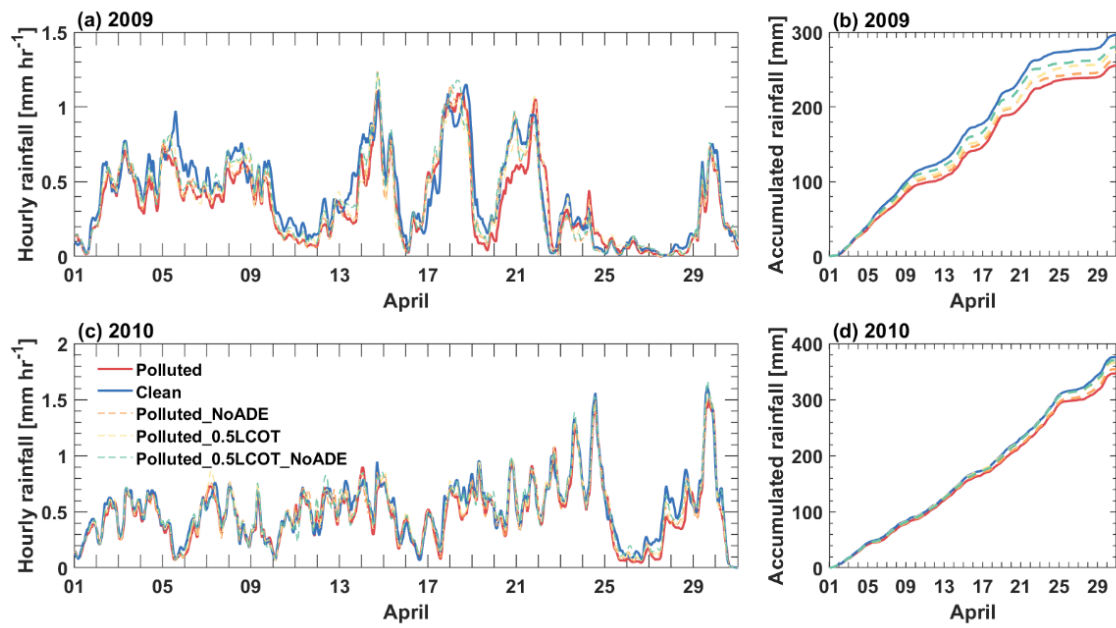 (a) 2009
Hourly rainfall [mm hr-1]
1.5
1
0.5
0
01 05 09 13 17 21 25 29
April
(b) 2009
Accumulated rainfall [mm]
300
200
100
0
01 05 09 13 17 21 25 29
April
(c) 2010
Hourly rainfall [mm hr-1]
2
1.5
1
0.5
0
Polluted
Clean
Polluted_NoADE
Polluted_0.5LCOT
Polluted_0.5LCOT_NoADE
01 05 09 13 17 21 25 29
April
(d) 2010
Accumulated rainfall [mm]
400
300
200
100
0
01 05 09 13 17 21 25 29
April